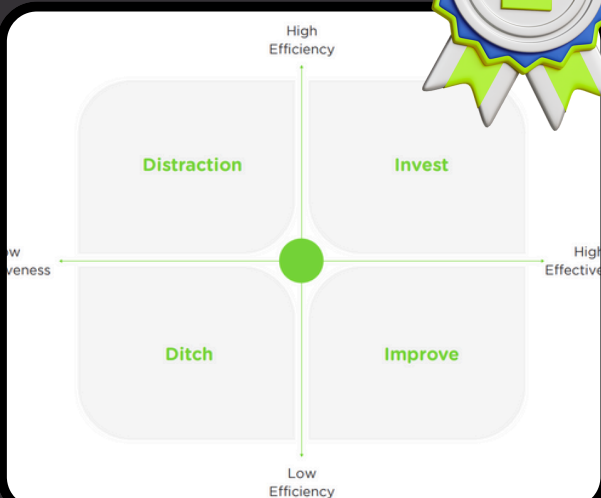 High
Efficiency
Distraction
Invest
High
Ditch
Improve
Low
Efficiency